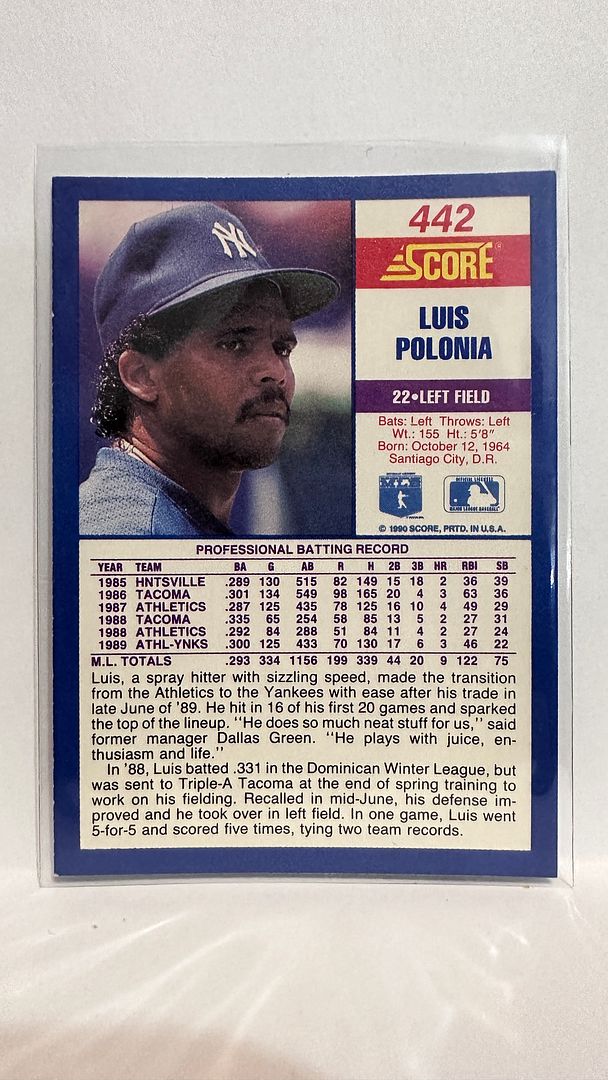 NY
442
SCORE
LUIS
POLONIA
22•LEFT FIELD
Bats: Left Throws: Left
Wt.: 155 Ht.: 5'8"
Born: October 12, 1964
Santiago City, D.R.
OFFICIAL LICENSEE
MAJOR LEAGUE BASEBALL
© 1990 SCORE, PRTD. IN U.S.A.
PROFESSIONAL BATTING RECORD
YEAR TEAM BA G AB R H 2B 3B HR RBI SB
1985 HNTSVILLE .289 130 515 82 149 15 18 2 36 39
1986 TACOMA .301 134 549 98 165 20 4 3 63 36
1987 ATHLETICS .287 125 435 78 125 16 10 4 49 29
1988 TACOMA .335 65 254 58 85 13 5 2 27 31
1988 ATHLETICS .292 84 288 51 84 11 4 2 27 24
1989 ATHL-YNKS .300 125 433 70 130 17 6 3 46 22
M.L. TOTALS .293 334 1156 199 339 44 20 9 122 75
Luis, a spray hitter with sizzling speed, made the transition
from the Athletics to the Yankees with ease after his trade in
late June of '89. He hit in 16 of his first 20 games and sparked
the top of the lineup. "He does so much neat stuff for us," said
former manager Dallas Green. "He plays with juice, en-
thusiasm and life."
In '88, Luis batted .331 in the Dominican Winter League, but
was sent to Triple-A Tacoma at the end of spring training to
work on his fielding. Recalled in mid-June, his defense im-
proved and he took over in left field. In one game, Luis went
5-for-5 and scored five times, tying two team records.